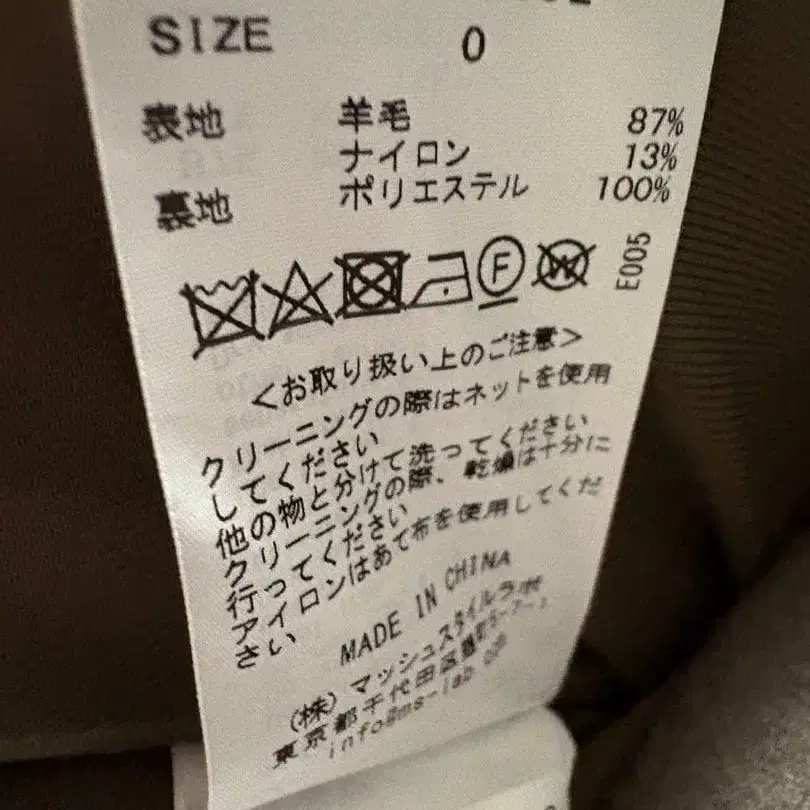 SIZE 0
表地 羊毛 87%
ナイロン 13%
裏地 ポリエステル 100%
F W E005
<お取り扱い上のご注意>
クリーニングの際はネットを使用
してください
他の物と分けて洗ってください
クリーニングの際、乾燥は十分に
行ってください
アイロンはあて布を使用してくだ
さい
MADE IN CHINA
(株)マッシュスタイルラボ
東京都千代田区麹町
info@ms-lab